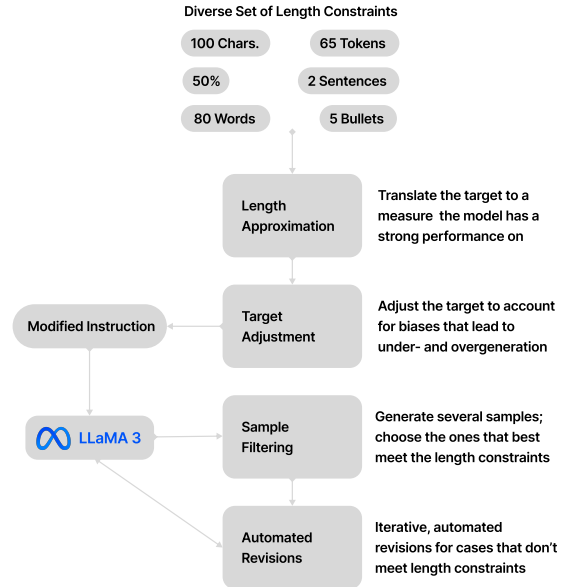 Diverse Set of Length Constraints
100 Chars.
65 Tokens
50%
2 Sentences
80 Words
5 Bullets
Length
Approximation
Translate the target to a
measure the model has a
strong performance on
Target
Adjustment
Adjust the target to account
for biases that lead to
under- and overgeneration
Modified Instruction
LLaMA 3
Sample
Filtering
Generate several samples;
choose the ones that best
meet the length constraints
Automated
Revisions
Iterative, automated
revisions for cases that don’t
meet length constraints